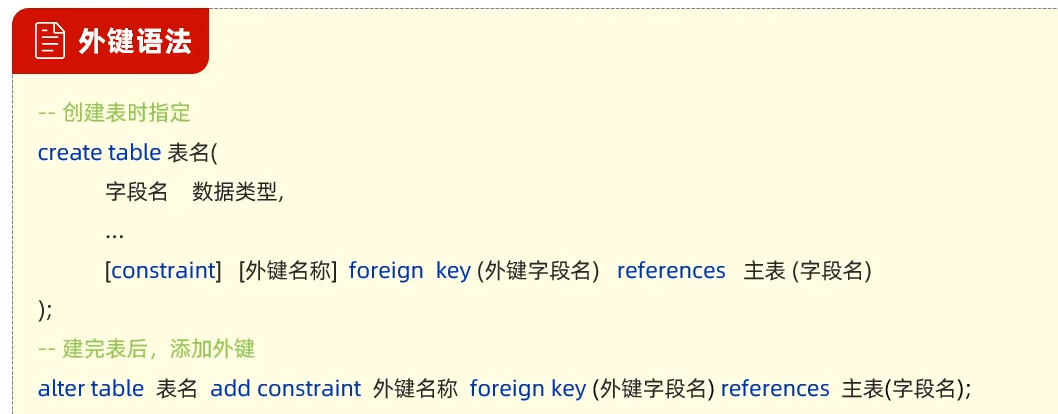 外键语法
-- 创建表时指定
create table 表名(
字段名 数据类型,
...
[constraint] [外键名称] foreign key (外键字段名) references 主表 (字段名)
);
-- 建完表后，添加外键
alter table 表名 add constraint 外键名称 foreign key (外键字段名) references 主表(字段名);